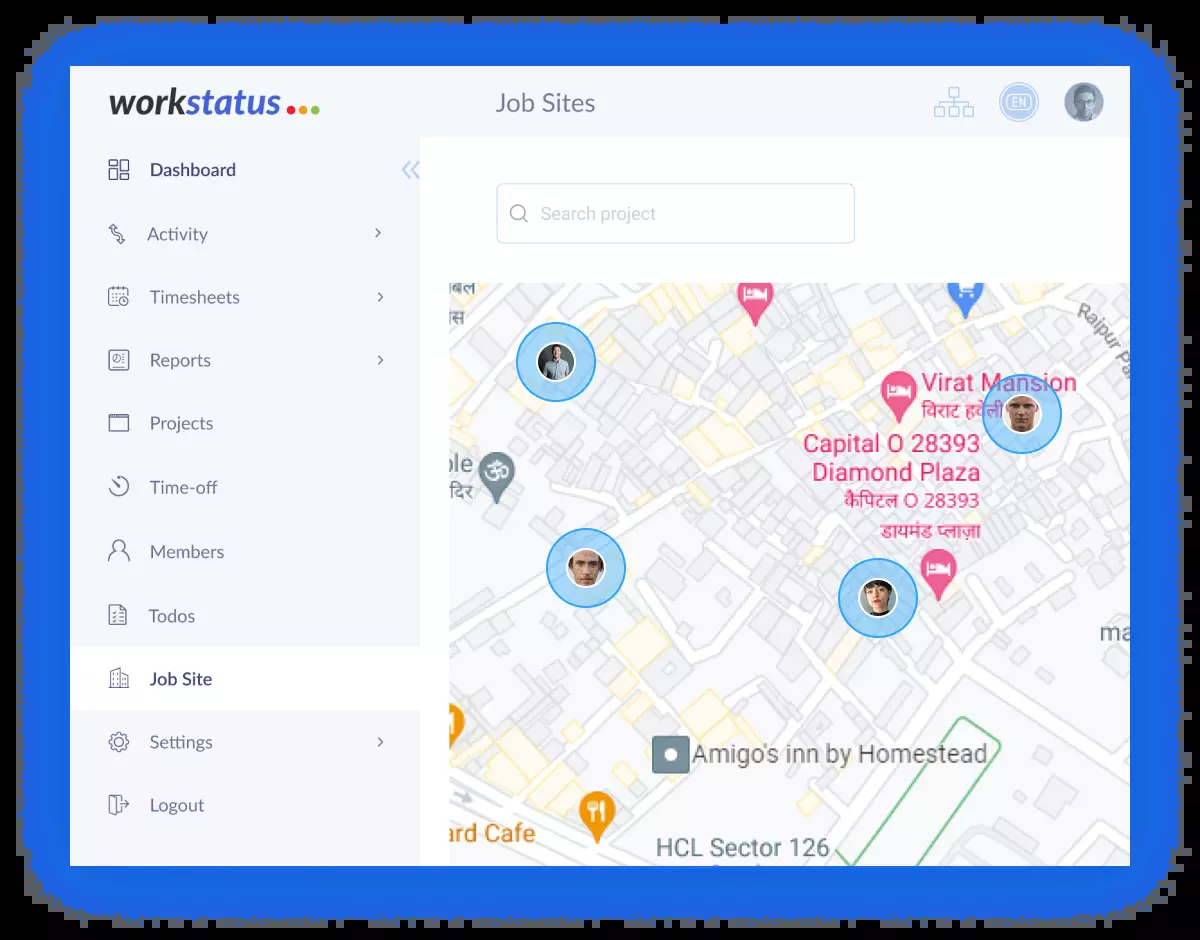 workstatus
Job Sites
EN
Dashboard
Activity
Timesheets
Reports
Projects
Time-off
Members
Todos
Job Site
Settings
Logout
Search project
Virat Mansion
विराट हवेली
Capital O 28393
Diamond Plaza
कैपिटल O 28393
डायमंड प्लाज़ा
Amigo's inn by Homestead
ard Cafe
HCL Sector 126
Raipur
ple
दिर
ma